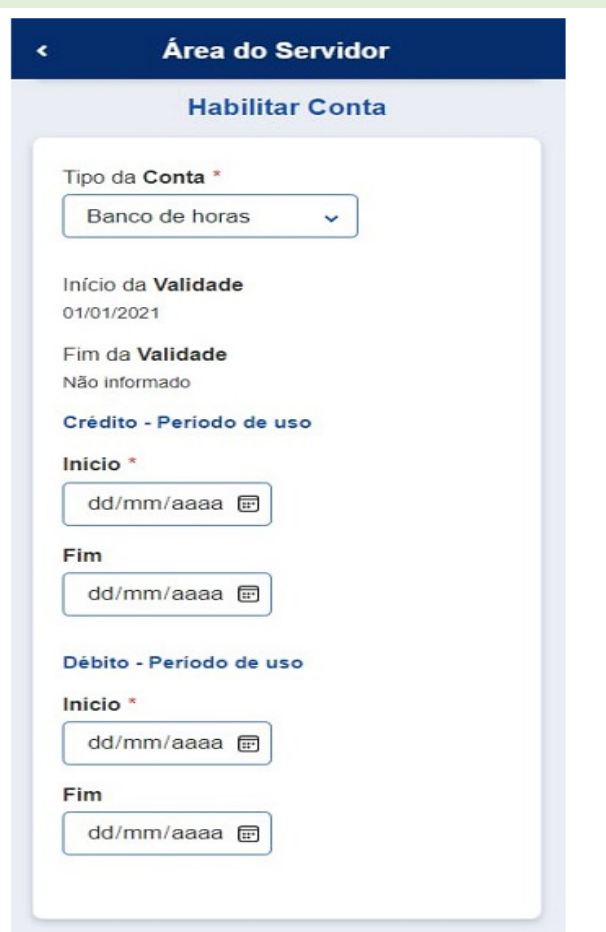 Área do Servidor
Habilitar Conta
Tipo da Conta *
Banco de horas
Início da Validade
01/01/2021
Fim da Validade
Não informado
Crédito - Período de uso
Início *
dd/mm/aaaa
Fim
dd/mm/aaaa
Débito - Período de uso
Início *
dd/mm/aaaa
Fim
dd/mm/aaaa